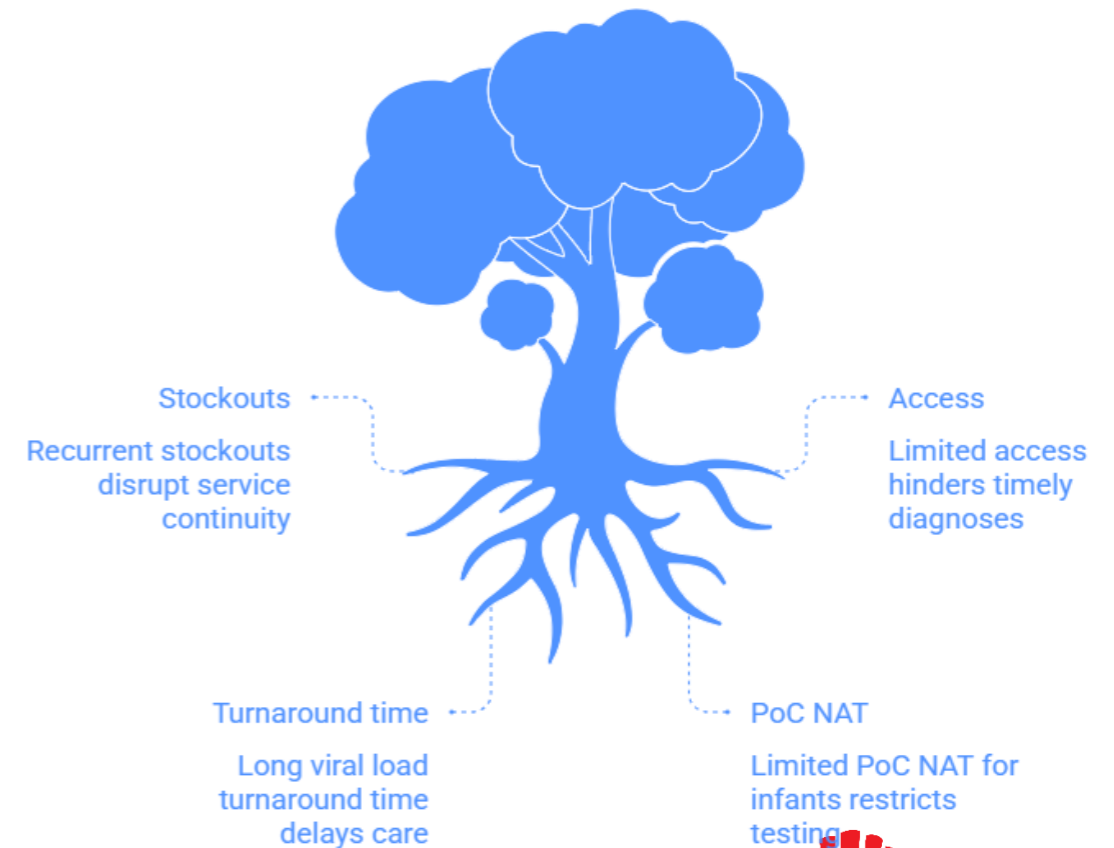 Stockouts
Recurrent stockouts
disrupt service
continuity
Access
Limited access
hinders timely
diagnoses
Turnaround time
Long viral load
turnaround time
delays care
PoC NAT
Limited PoC NAT for
infants restricts
testing